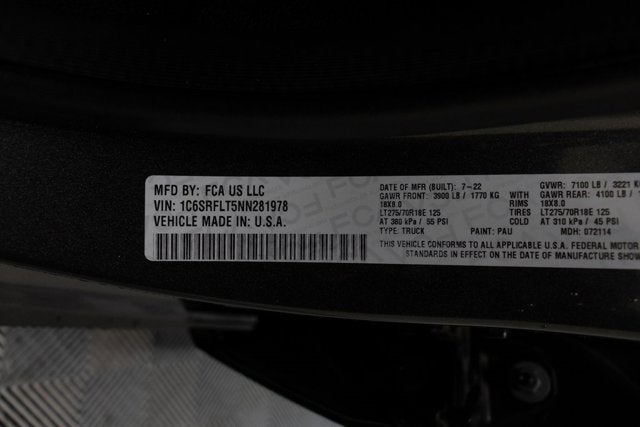 MFD BY: FCA US LLC
VIN: 1C6SRFLT5NN281978
VEHICLE MADE IN U.S.A.
DATE OF MFR (BUILT): 7-22 GVWR: 7100 LB / 3221 K
GAWR FRONT: 3900 LB / 1770 KG GAWR REAR: 4100 LB /
18X8.0 RIMS 18X8.0
LT275/70R18E 125 TIRES LT275/70R18E 125
AT 380 kPa / 55 PSI COLD AT 310 kPa / 45 PSI
TYPE: TRUCK PAINT: PAU MDH: 072114
THIS VEHICLE CONFORMS TO ALL APPLICABLE U.S.A. FEDERAL MOTOR
STANDARDS IN EFFECT ON THE DATE OF MANUFACTURE SHOW